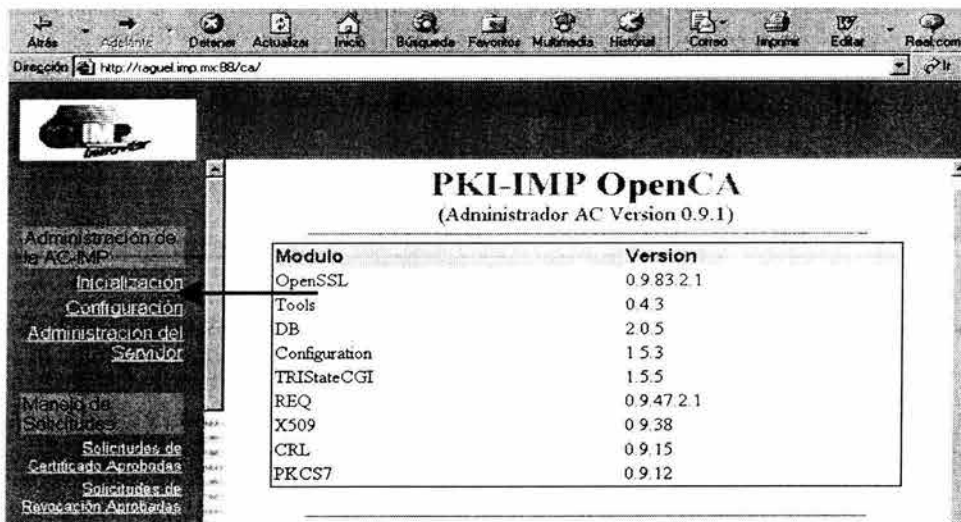 Atrás Adelante Detener Actualizar Inicio Búsqueda Favoritos Multimedia Historial Correo Imprimir Editar Real.com
Dirección http://raguel.imp.mx:88/ca/ Ir
IMP
PKI-IMP OpenCA
(Administrador AC Version 0.9.1)
Administración de
la AC-IMP
Inicialización
Configuración
Administración del
Servidor
Manejo de
Solicitudes
Solicitudes de
Certificado Aprobadas
Solicitudes de
Revocación Aprobadas
Modulo Version
OpenSSL 0.9.83.2.1
Tools 0.4.3
DB 2.0.5
Configuration 1.5.3
TRIStateCGI 1.5.5
REQ 0.9.47.2.1
X509 0.9.38
CRL 0.9.15
PKCS7 0.9.12